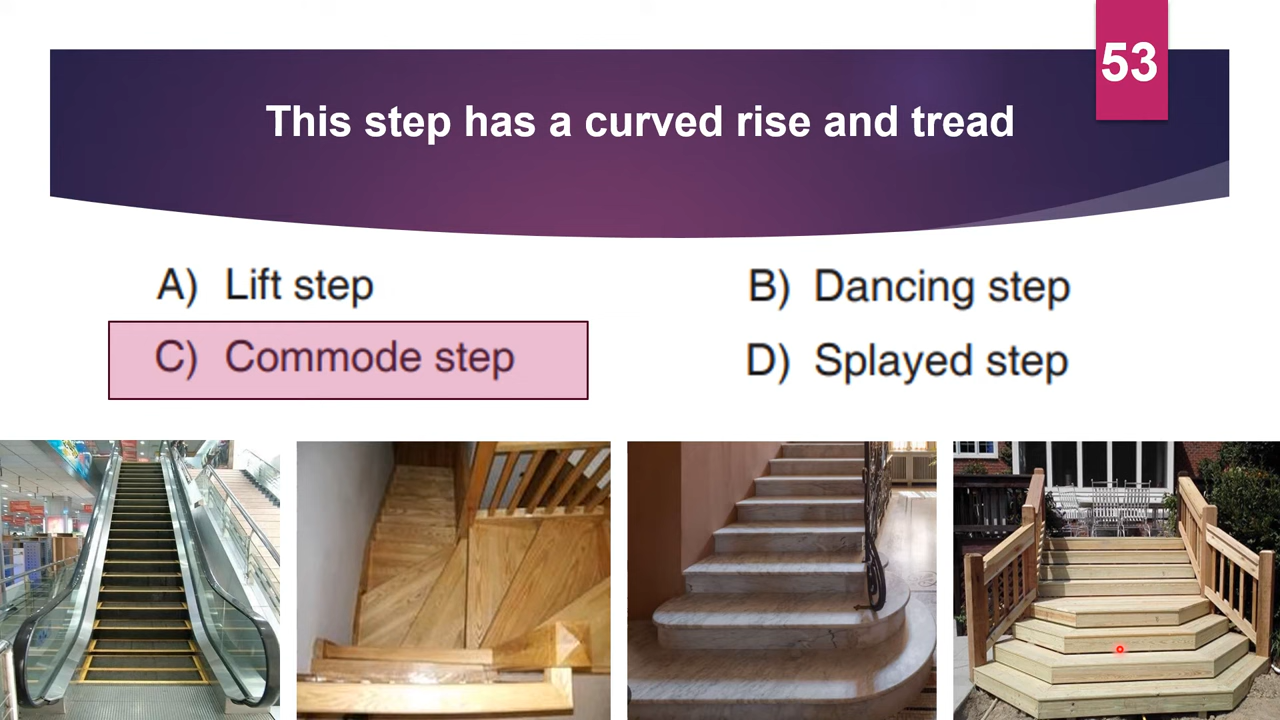 53
This step has a curved rise and tread
A) Lift step
B) Dancing step
C) Commode step
D) Splayed step